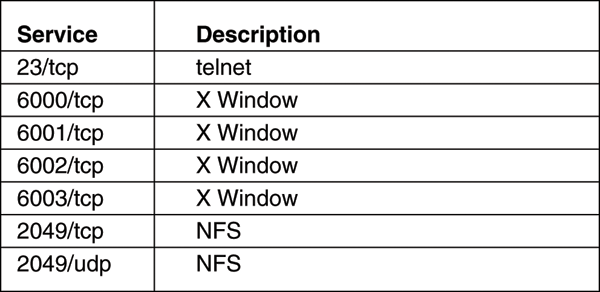 Service Description
23/tcp telnet
6000/tcp X Window
6001/tcp X Window
6002/tcp X Window
6003/tcp X Window
2049/tcp NFS
2049/udp NFS